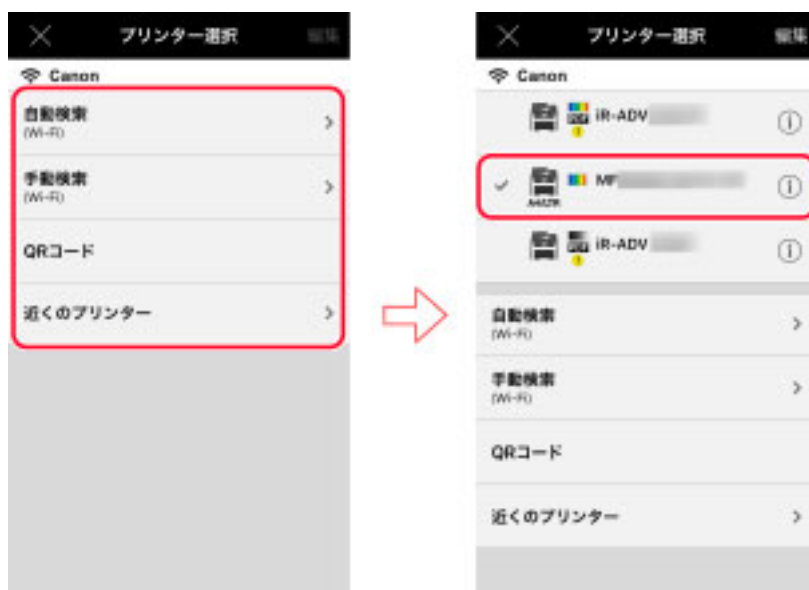 プリンター選択
編集
Canon
自動検索
(Wi-Fi)
手動検索
(Wi-Fi)
QRコード
近くのプリンター
プリンター選択
編集
Canon
iR-ADV
MF
A4/LTR
iR-ADV
自動検索
(Wi-Fi)
手動検索
(Wi-Fi)
QRコード
近くのプリンター